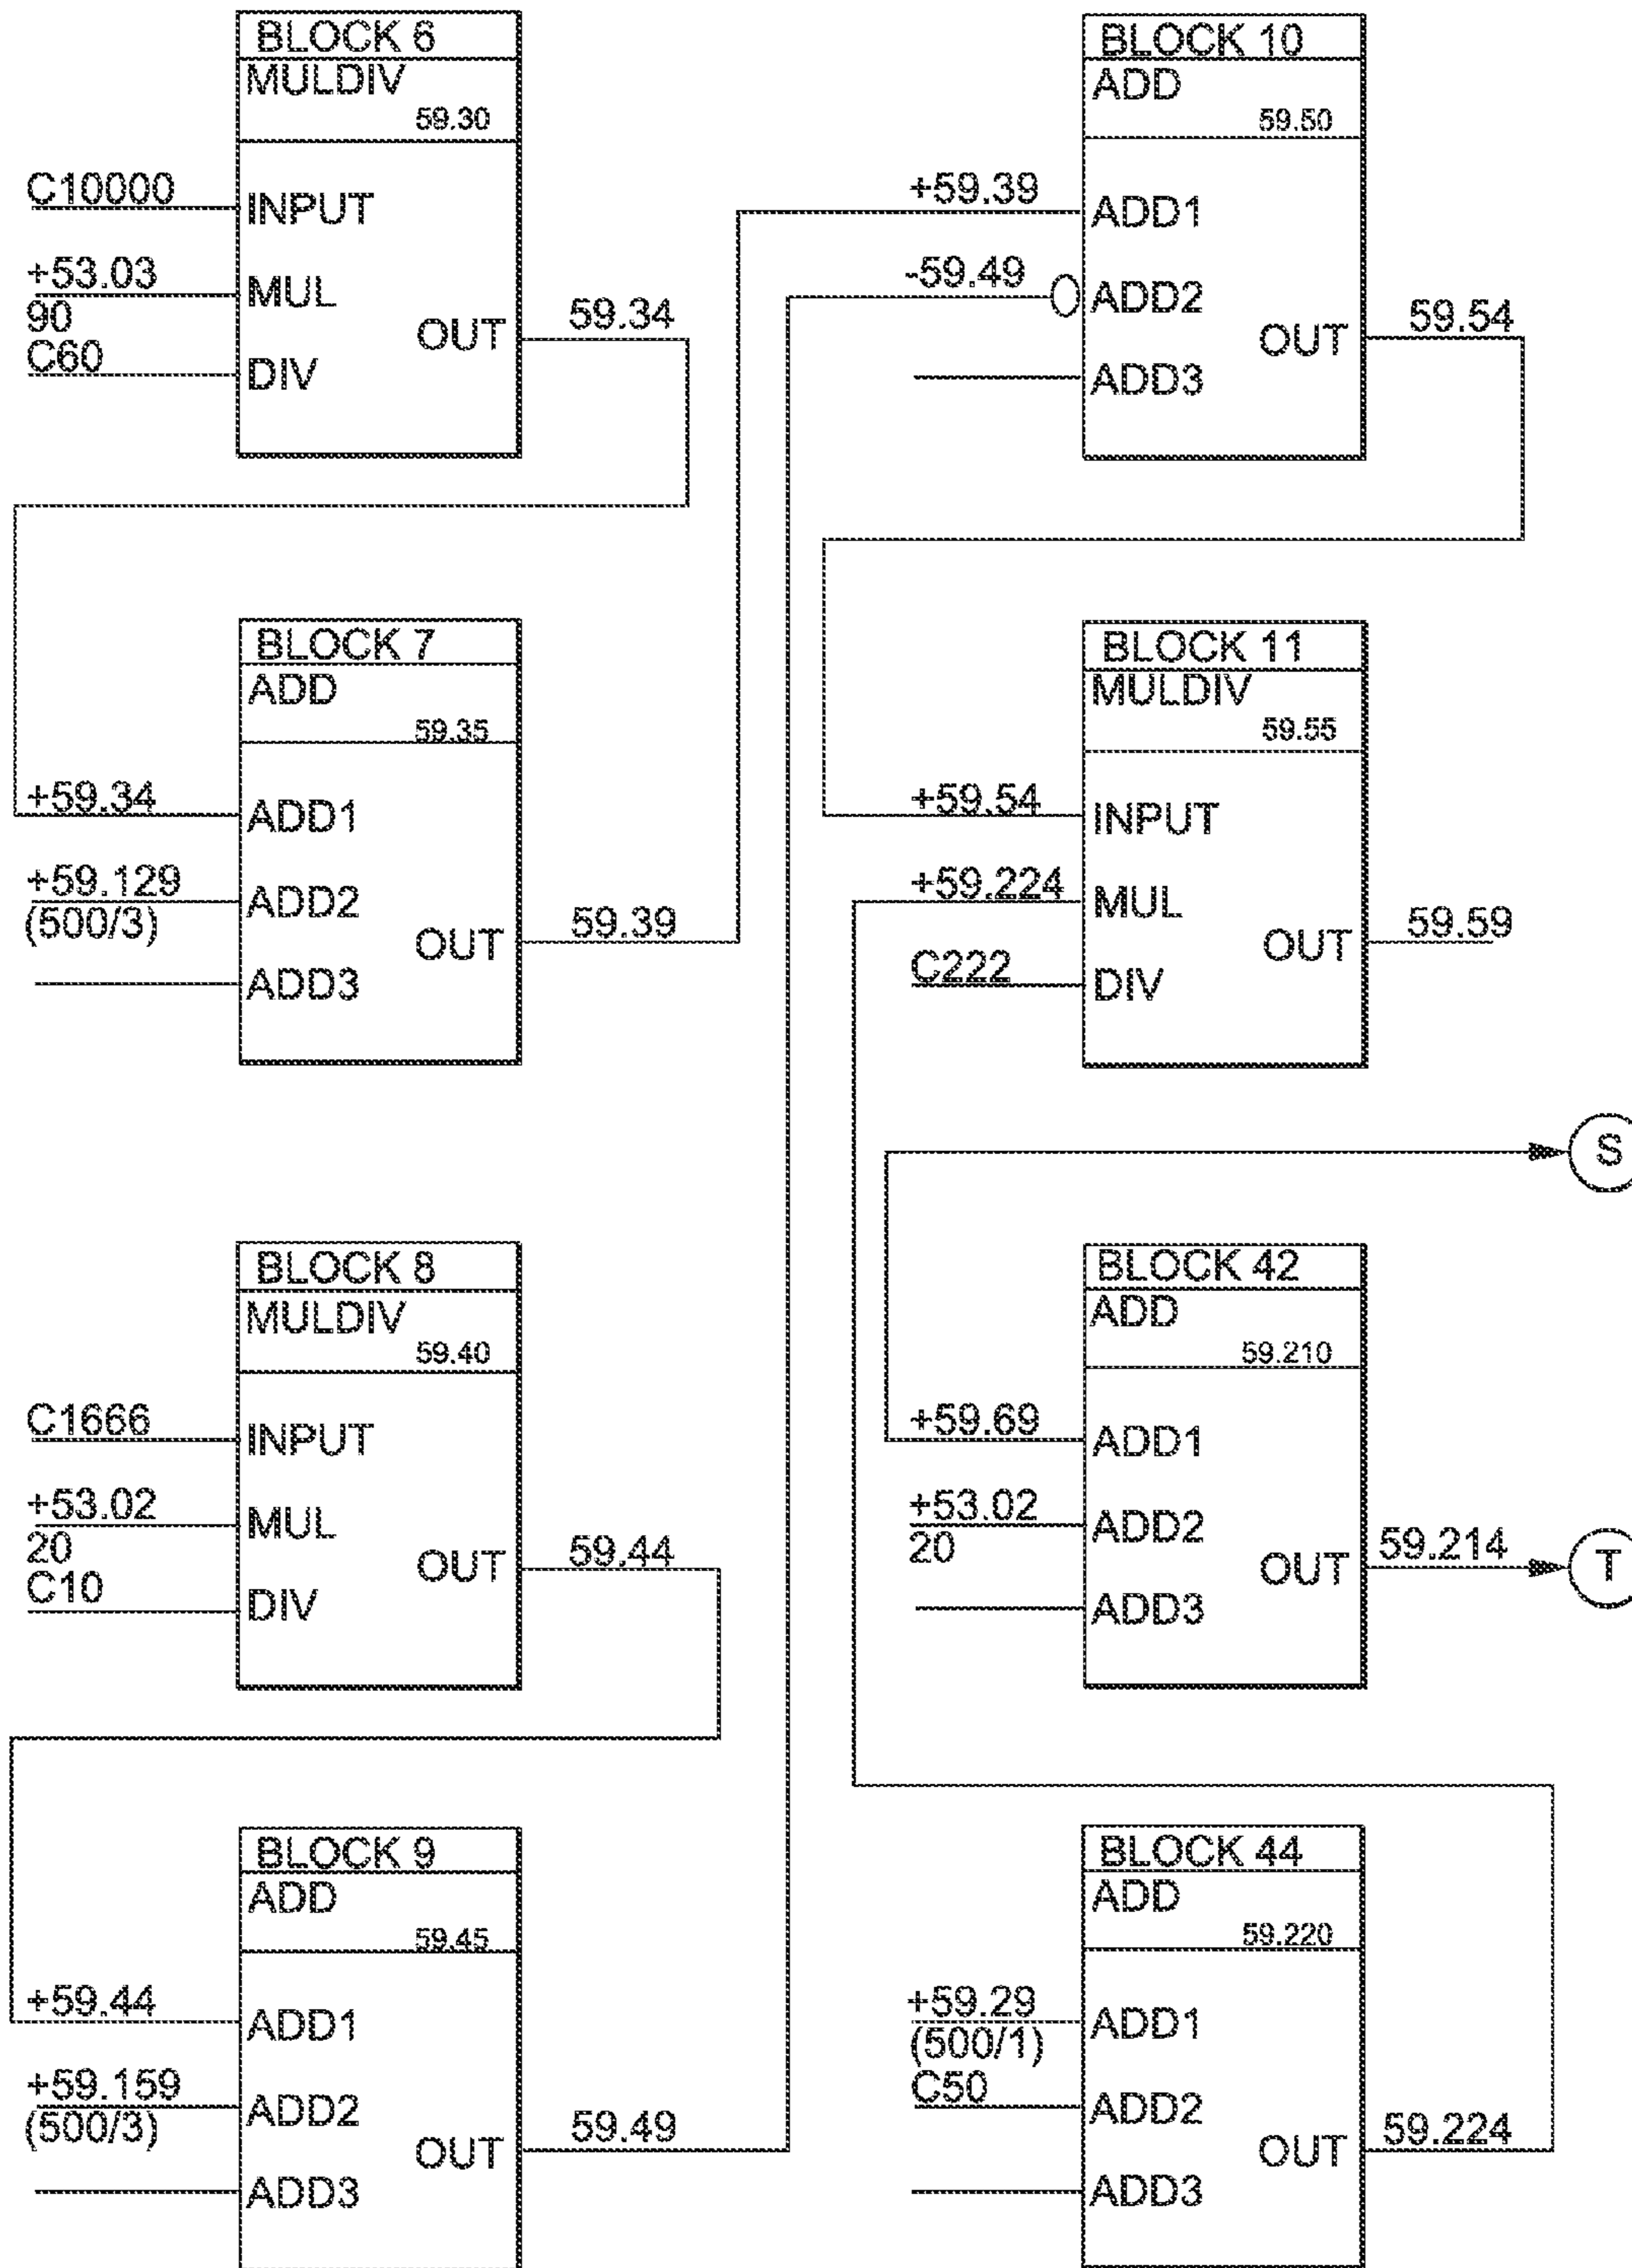 BLOCK 6
MULDIV
59.30
C10000
INPUT
+53.03
MUL
90
OUT
59.34
C60
DIV
BLOCK 7
ADD
59.35
+59.34
ADD1
+59.129
ADD2
(500/3)
OUT
59.39
ADD3
BLOCK 8
MULDIV
59.40
C1666
INPUT
+53.02
MUL
20
OUT
59.44
C10
DIV
BLOCK 9
ADD
59.45
+59.44
ADD1
+59.159
ADD2
(500/3)
OUT
59.49
ADD3
BLOCK 10
ADD
59.50
+59.39
ADD1
-59.49
ADD2
OUT
59.54
ADD3
BLOCK 11
MULDIV
59.55
+59.54
INPUT
+59.224
MUL
OUT
59.59
C222
DIV
S
BLOCK 42
ADD
59.210
+59.69
ADD1
+53.02
ADD2
20
OUT
59.214
T
ADD3
BLOCK 44
ADD
59.220
+59.29
ADD1
(500/1)
C50
ADD2
OUT
59.224
ADD3